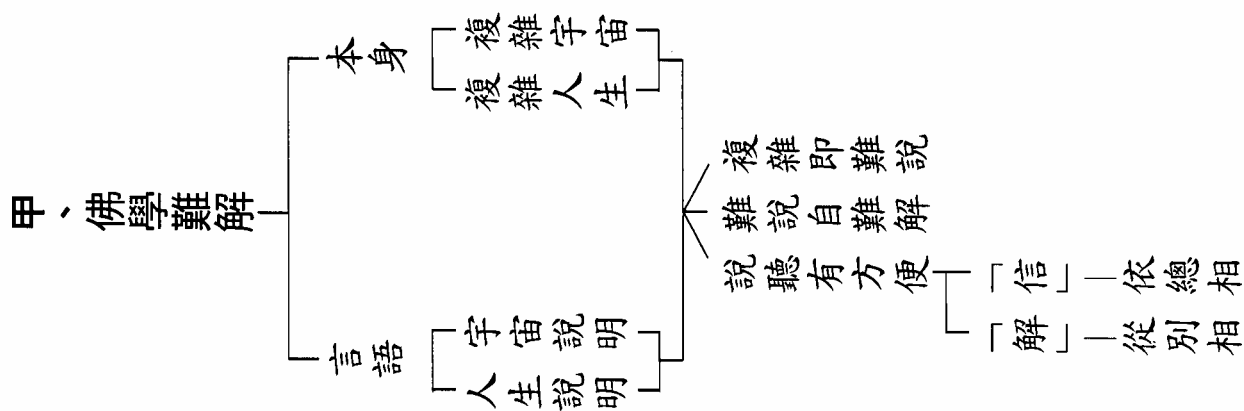 甲、佛學難解
本身
複雜宇宙
複雜人生
言語
宇宙說明
人生說明
複雜即難說
難說自難解
說聽有方便
「信」—依總相
「解」—從別相